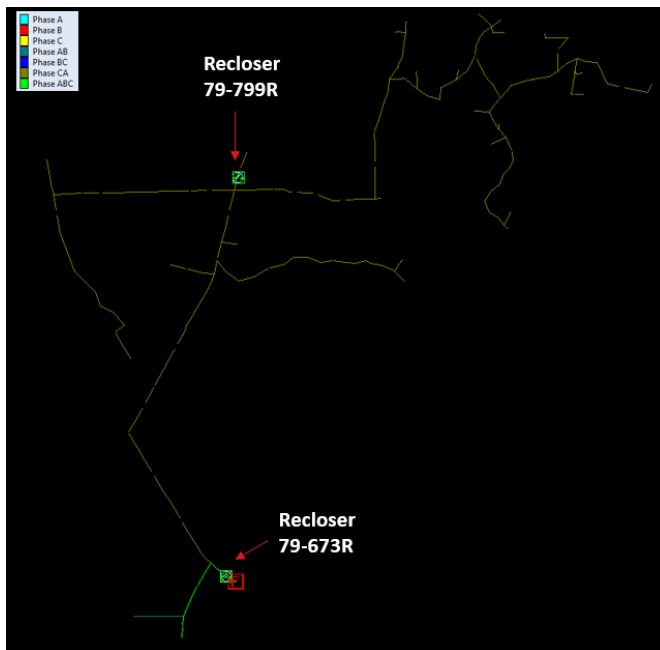 Phase A
Phase B
Phase C
Phase AB
Phase BC
Phase CA
Phase ABC
Recloser
79-799R
Recloser
79-673R